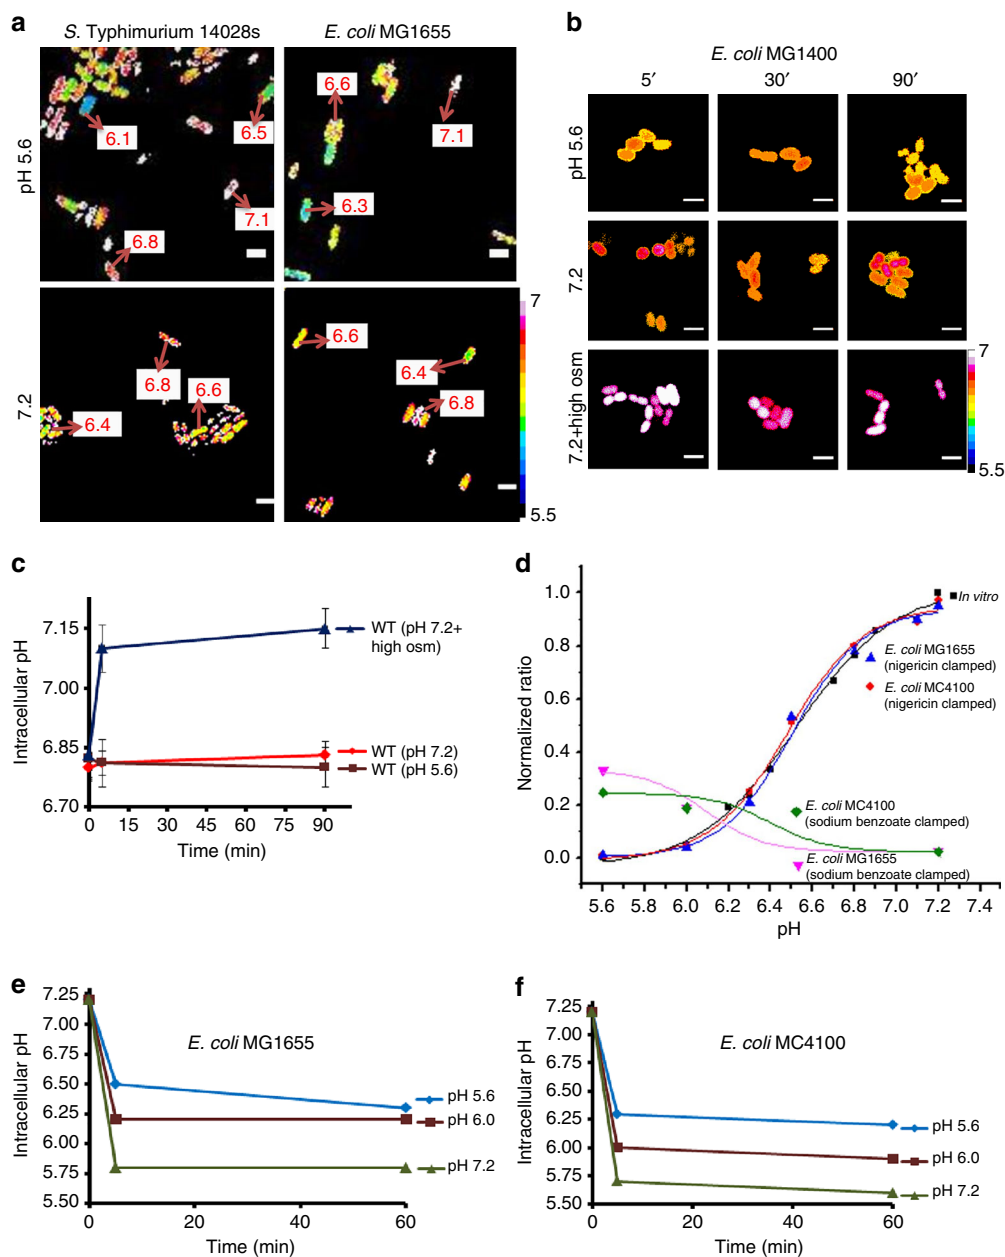 a
S. Typhimurium 14028s
E. coli MG1655
pH 5.6
6.1
6.5
7.1
6.8
6.6
7.1
6.3
7.2
6.8
6.6
6.4
6.6
6.4
6.8
7
5.5
b
E. coli MG1400
5′ 30′ 90′
pH 5.6
7.2
7.2+high osm
7
5.5
c
Intracellular pH
7.15
7.00
6.85
6.70
0 15 30 45 60 75 90
Time (min)
WT (pH 7.2+
high osm)
WT (pH 7.2)
WT (pH 5.6)
d
Normalized ratio
1.0
0.8
0.6
0.4
0.2
0.0
5.6 5.8 6.0 6.2 6.4 6.6 6.8 7.0 7.2 7.4
pH
In vitro
E. coli MG1655
(nigericin clamped)
E. coli MC4100
(nigericin clamped)
E. coli MC4100
(sodium benzoate clamped)
E. coli MG1655
(sodium benzoate clamped)
e
Intracellular pH
7.25
7.00
6.75
6.50
6.25
6.00
5.75
5.50
0 20 40 60
Time (min)
E. coli MG1655
pH 5.6
pH 6.0
pH 7.2
f
Intracellular pH
7.25
7.00
6.75
6.50
6.25
6.00
5.75
5.50
0 20 40 60
Time (min)
E. coli MC4100
pH 5.6
pH 6.0
pH 7.2